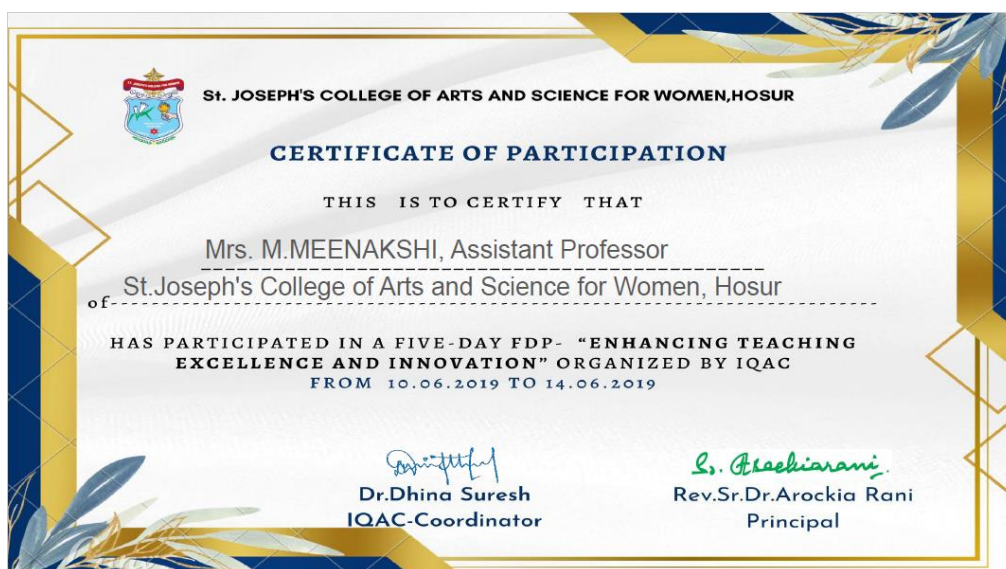 St. JOSEPH'S COLLEGE OF ARTS AND SCIENCE FOR WOMEN,HOSUR
CERTIFICATE OF PARTICIPATION
THIS IS TO CERTIFY THAT
Mrs. M.MEENAKSHI, Assistant Professor
of St.Joseph's College of Arts and Science for Women, Hosur
HAS PARTICIPATED IN A FIVE-DAY FDP- “ENHANCING TEACHING
EXCELLENCE AND INNOVATION” ORGANIZED BY IQAC
FROM 10.06.2019 TO 14.06.2019
Dr.Dhina Suresh
IQAC-Coordinator
Sr. Arockiarani
Rev.Sr.Dr.Arockia Rani
Principal